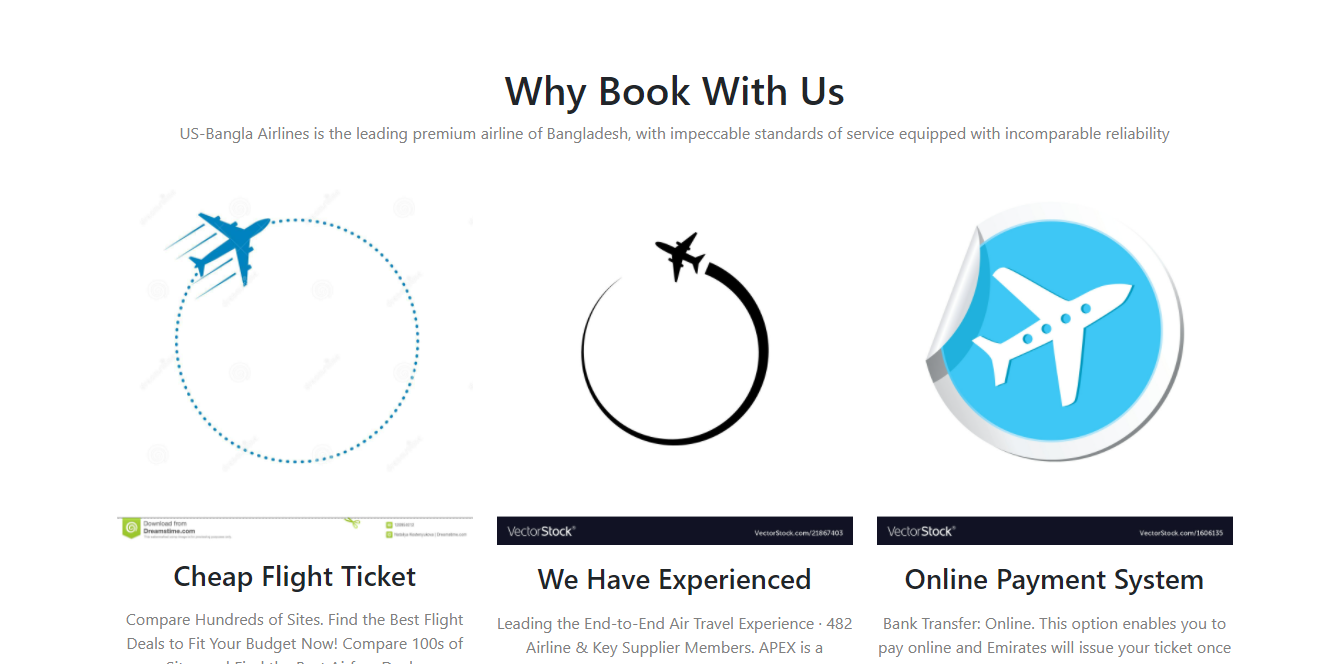 Why Book With Us
US-Bangla Airlines is the leading premium airline of Bangladesh, with impeccable standards of service equipped with incomparable reliability
Download from
Dreamstime.com
VectorStock®
VectorStock.com/21867403
VectorStock®
VectorStock.com/1606135
Cheap Flight Ticket
We Have Experienced
Online Payment System
Compare Hundreds of Sites. Find the Best Flight
Deals to Fit Your Budget Now! Compare 100s of
Leading the End-to-End Air Travel Experience · 482
Airline & Key Supplier Members. APEX is a
Bank Transfer: Online. This option enables you to
pay online and Emirates will issue your ticket once